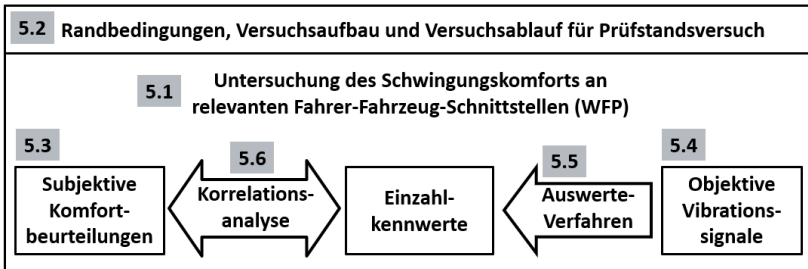 5.2 Randbedingungen, Versuchsaufbau und Versuchsablauf für Prüfstandsversuch
5.1 Untersuchung des Schwingungskomforts an
relevanten Fahrer-Fahrzeug-Schnittstellen (WFP)
5.3
Subjektive
Komfort-
beurteilungen
5.6
Korrelations-
analyse
Einzahl-
kennwerte
5.5
Auswerte-
Verfahren
5.4
Objektive
Vibrations-
signale